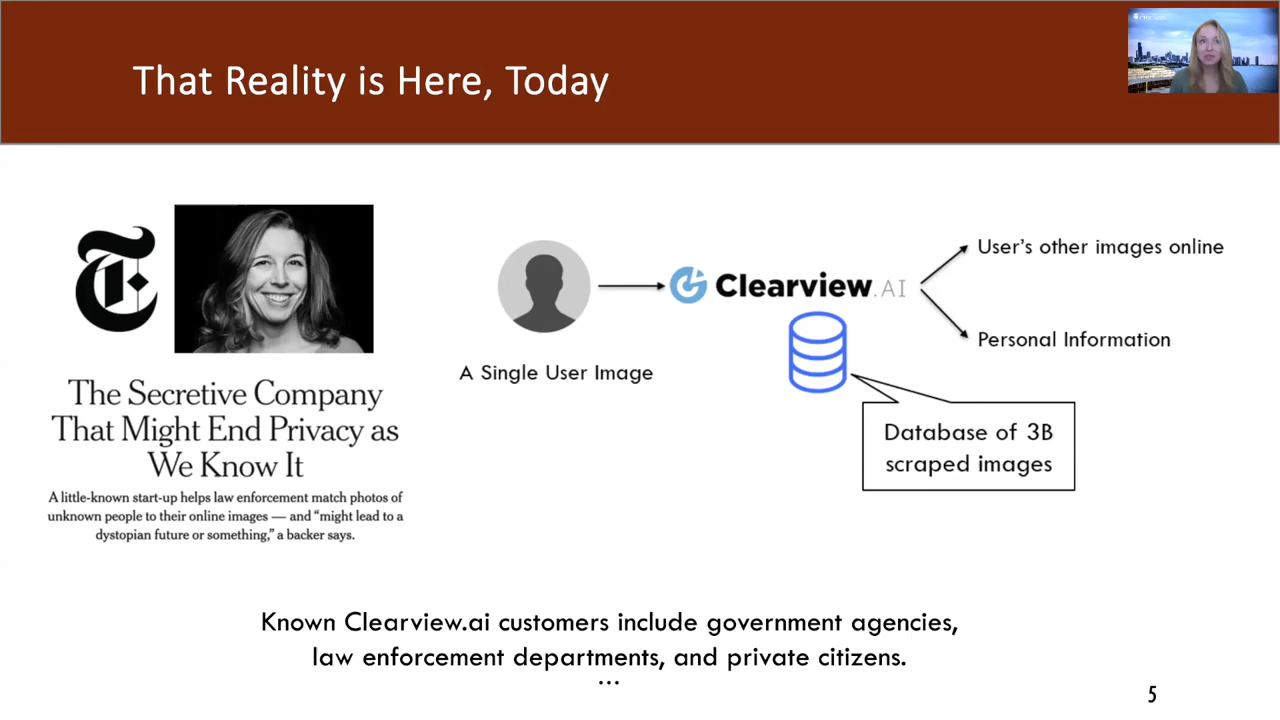 That Reality is Here, Today
The Secretive Company
That Might End Privacy as
We Know It
A little-known start-up helps law enforcement match photos of
unknown people to their online images — and “might lead to a
dystopian future or something,” a backer says.
A Single User Image
Clearview.AI
User’s other images online
Personal Information
Database of 3B
scraped images
Known Clearview.ai customers include government agencies,
law enforcement departments, and private citizens.
...
5